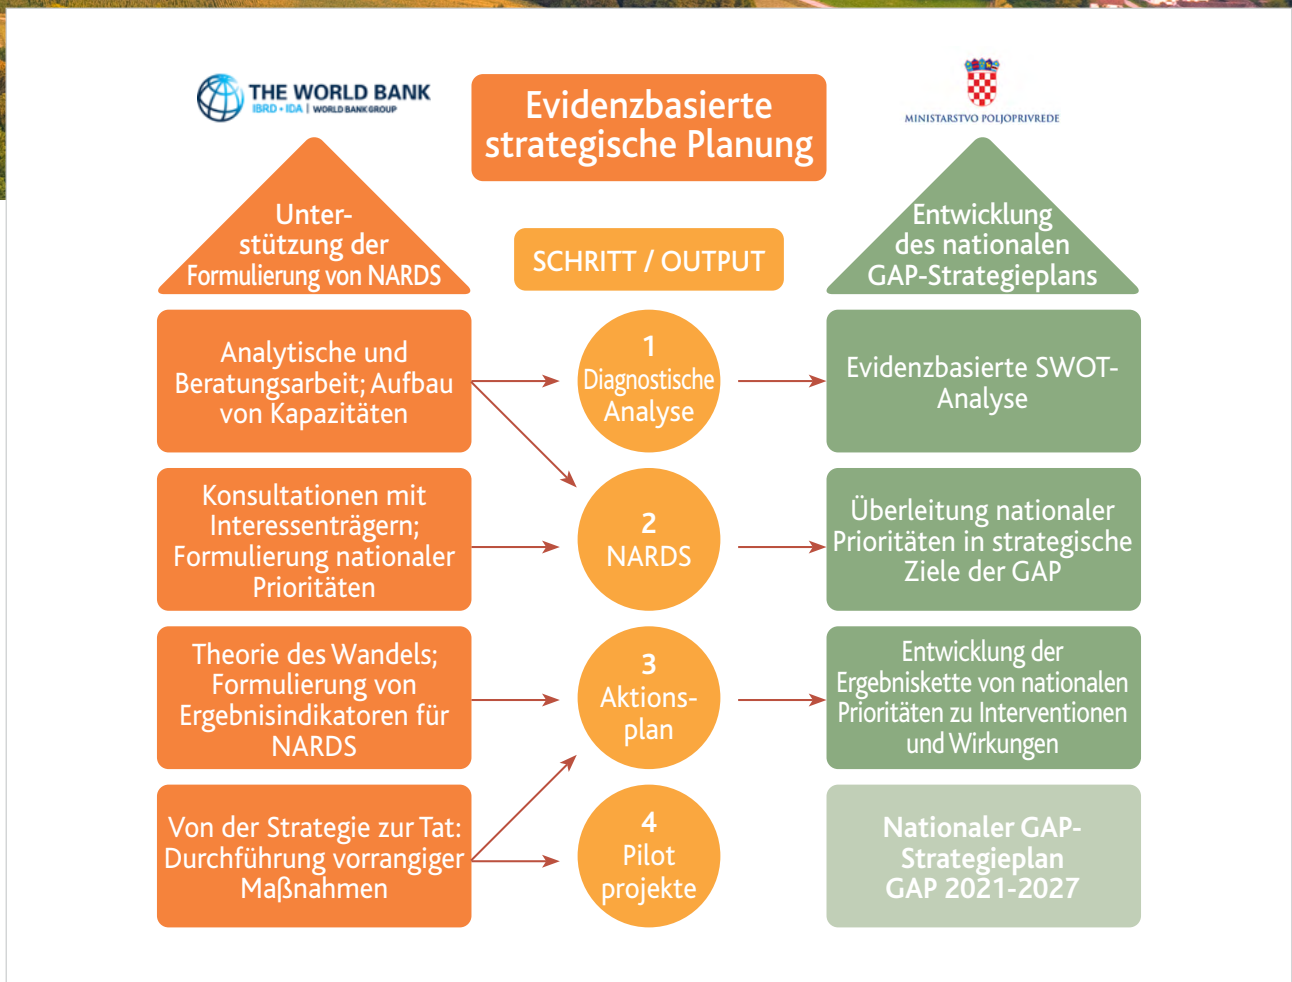 THE WORLD BANK
IBRD • IDA | WORLD BANK GROUP
Evidenzbasierte
strategische Planung
MINISTARSTVO POLJOPRIVREDE
Unter-
stützung der
Formulierung von NARDS
SCHRITT / OUTPUT
Entwicklung
des nationalen
GAP-Strategieplans
Analytische und
Beratungsarbeit; Aufbau
von Kapazitäten
1
Diagnostische
Analyse
Evidenzbasierte SWOT-
Analyse
Konsultationen mit
Interessenträgern;
Formulierung nationaler
Prioritäten
2
NARDS
Überleitung nationaler
Prioritäten in strategische
Ziele der GAP
Theorie des Wandels;
Formulierung von
Ergebnisindikatoren für
NARDS
3
Aktions-
plan
Entwicklung der
Ergebniskette von nationalen
Prioritäten zu Interventionen
und Wirkungen
Von der Strategie zur Tat:
Durchführung vorrangiger
Maßnahmen
4
Pilot
projekte
Nationaler GAP-
Strategieplan
GAP 2021-2027